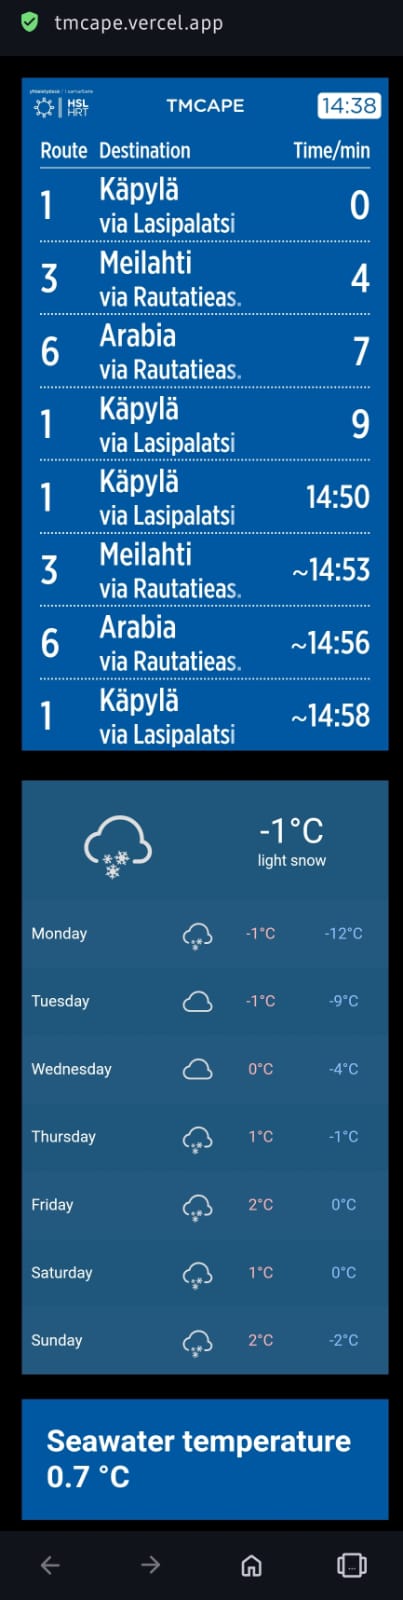 tmcape.vercel.app
yhteistyössä / i samarbete
HSL
HRT
TMCAPE
14:38
Route Destination Time/min
1 Käpylä 0
via Lasipalatsi
3 Meilahti 4
via Rautatieas.
6 Arabia 7
via Rautatieas.
1 Käpylä 9
via Lasipalatsi
1 Käpylä 14:50
via Lasipalatsi
3 Meilahti ~14:53
via Rautatieas.
6 Arabia ~14:56
via Rautatieas.
1 Käpylä ~14:58
via Lasipalatsi
-1°C
light snow
Monday -1°C -12°C
Tuesday -1°C -9°C
Wednesday 0°C -4°C
Thursday 1°C -1°C
Friday 2°C 0°C
Saturday 1°C 0°C
Sunday 2°C -2°C
Seawater temperature
0.7 °C